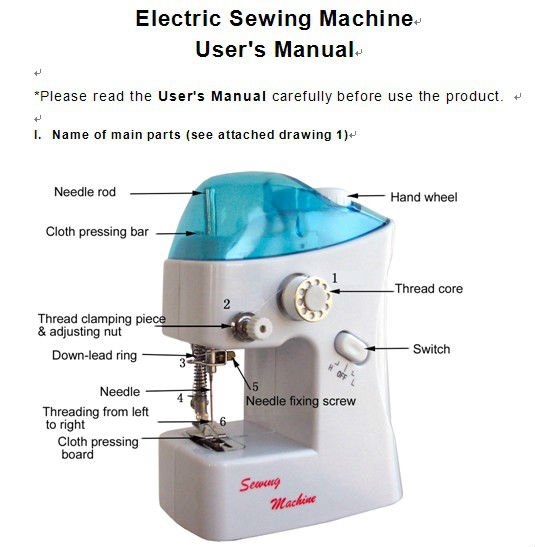 Electric Sewing Machine
User's Manual
*Please read the User's Manual carefully before use the product.
I. Name of main parts (see attached drawing 1)
Needle rod
Hand wheel
Cloth pressing bar
1
Thread core
2
Thread clamping piece
& adjusting nut
Switch
Down-lead ring
3
H OFF L
L
5
Needle
4
Needle fixing screw
Threading from left
to right
6
Cloth pressing
board
Sewing
Machine